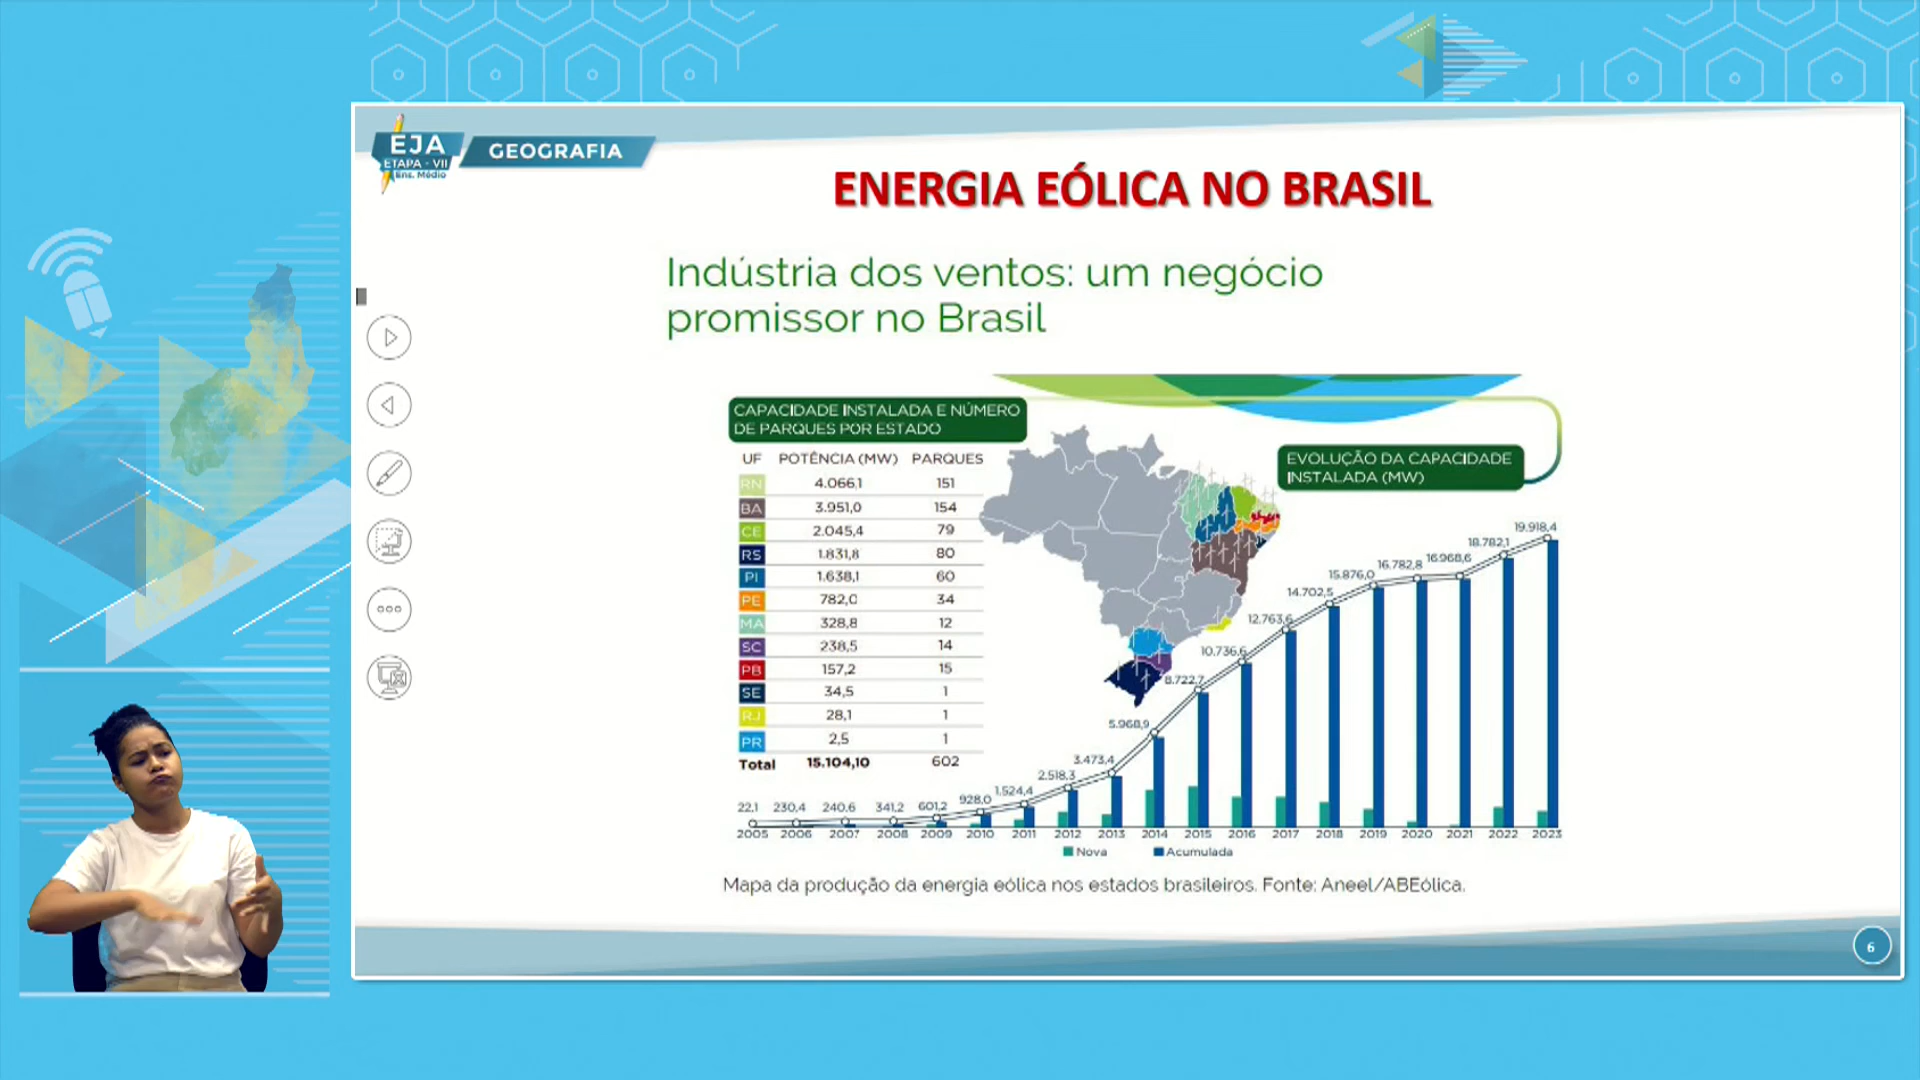 EJA
ETAPA - VII
Ens. Médio
GEOGRAFIA
ENERGIA EÓLICA NO BRASIL
Indústria dos ventos: um negócio
promissor no Brasil
CAPACIDADE INSTALADA E NÚMERO
DE PARQUES POR ESTADO
UF POTÊNCIA (MW) PARQUES
RN 4.066,1 151
BA 3.951,0 154
CE 2.045,4 79
RS 1.831,8 80
PI 1.638,1 60
PE 782,0 34
MA 328,8 12
SC 238,5 14
PB 157,2 15
SE 34,5 1
RJ 28,1 1
PR 2,5 1
Total 15.104,10 602
EVOLUÇÃO DA CAPACIDADE
INSTALADA (MW)
22,1 230,4 240,6 341,2 601,2 928,0 1.524,4 2.518,3 3.473,4 5.968,9 8.722,7 10.736,6 12.763,6 14.702,5 15.876,0 16.782,8 16.968,6 18.782,1 19.918,4
2005 2006 2007 2008 2009 2010 2011 2012 2013 2014 2015 2016 2017 2018 2019 2020 2021 2022 2023
Nova Acumulada
Mapa da produção da energia eólica nos estados brasileiros. Fonte: Aneel/ABEólica.
6